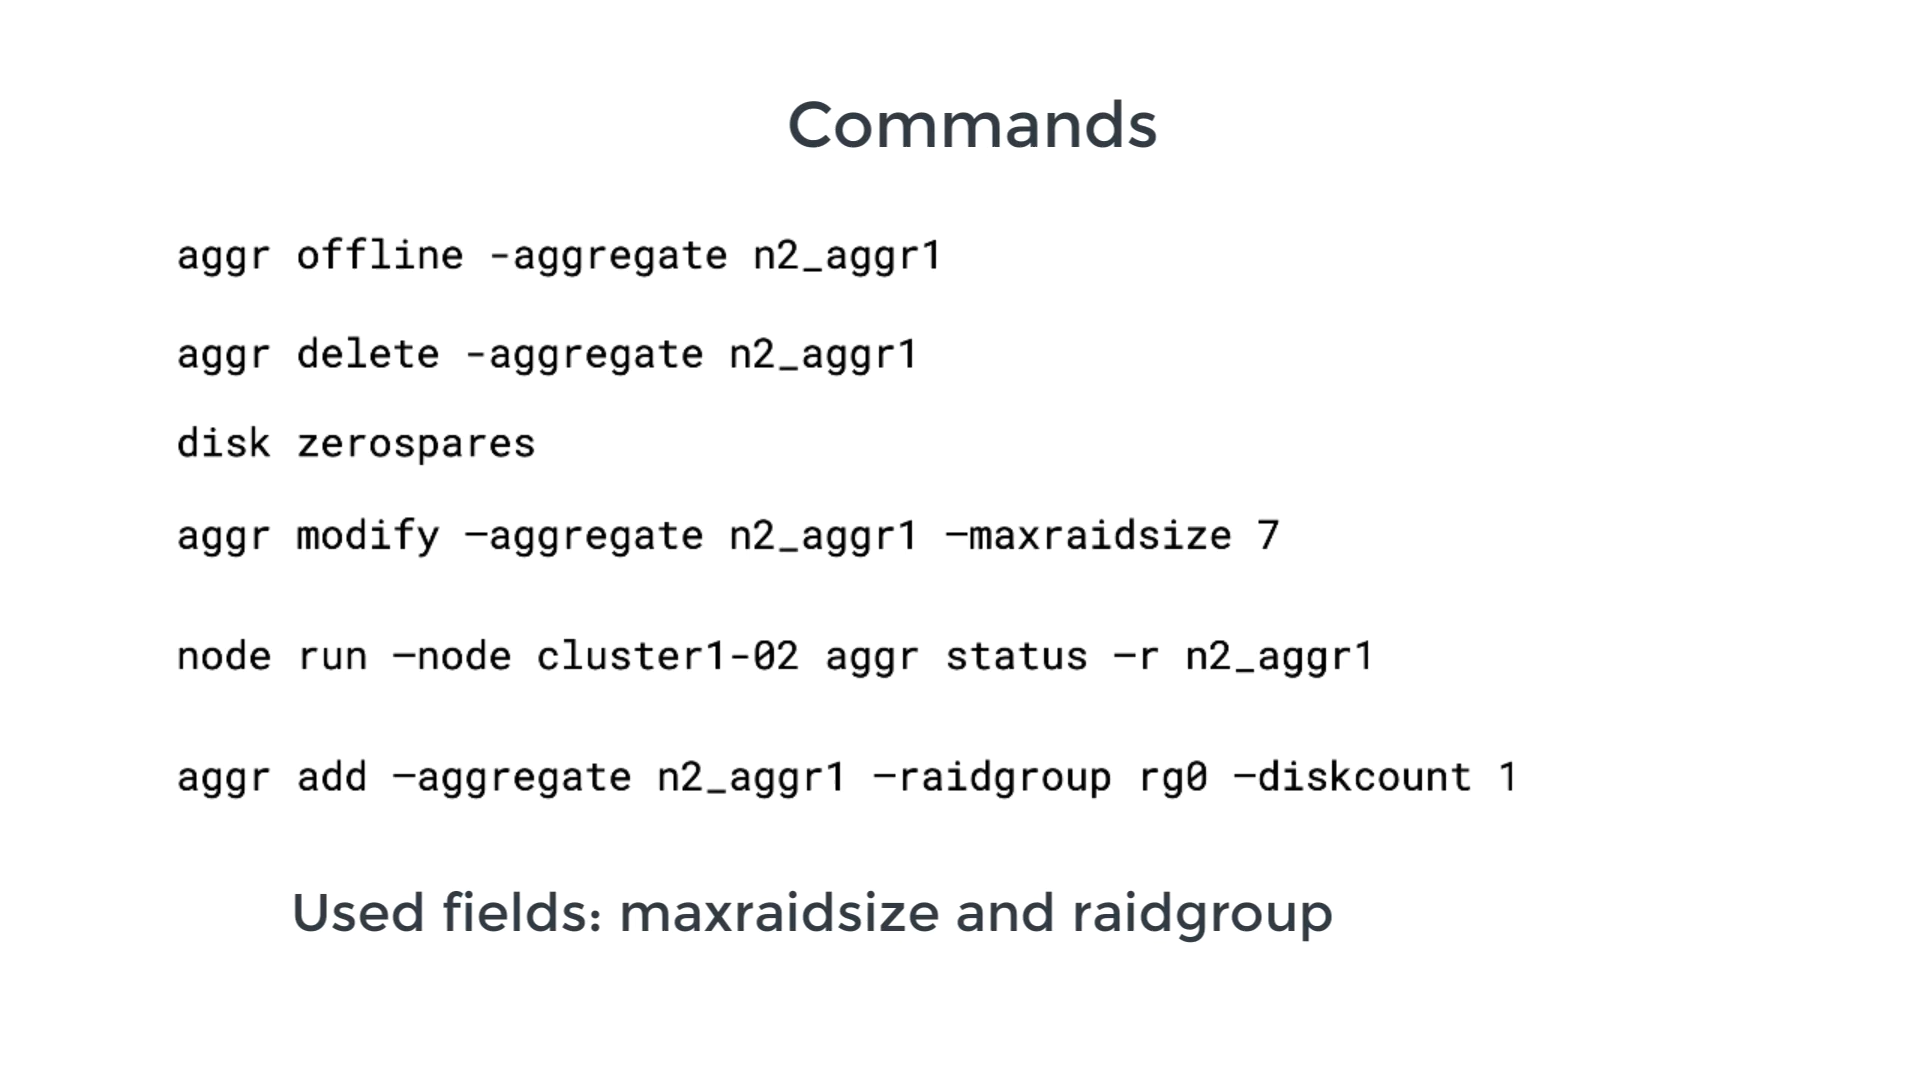 Commands
aggr offline -aggregate n2_aggr1
aggr delete -aggregate n2_aggr1
disk zerospares
aggr modify –aggregate n2_aggr1 –maxraidsize 7
node run –node cluster1-02 aggr status –r n2_aggr1
aggr add –aggregate n2_aggr1 –raidgroup rg0 –diskcount 1
Used fields: maxraidsize and raidgroup